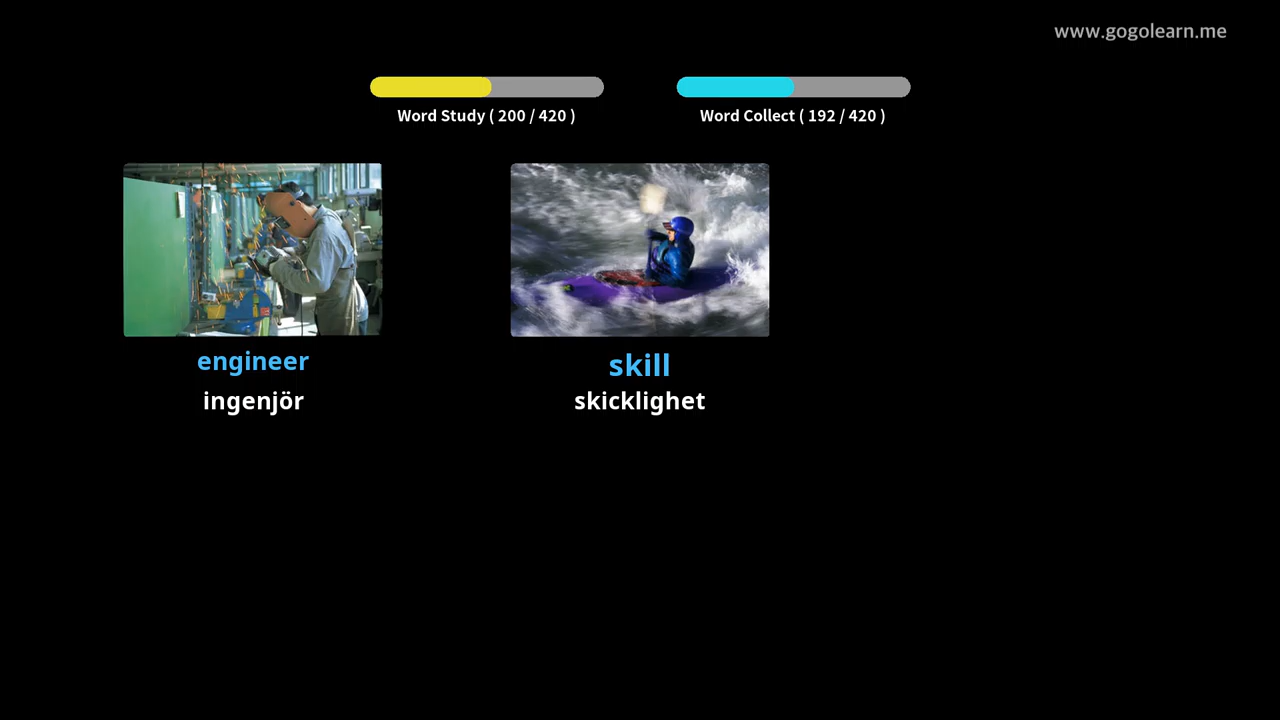 www.gogolearn.me
Word Study ( 200 / 420 )
Word Collect ( 192 / 420 )
engineer
ingenjör
skill
skicklighet